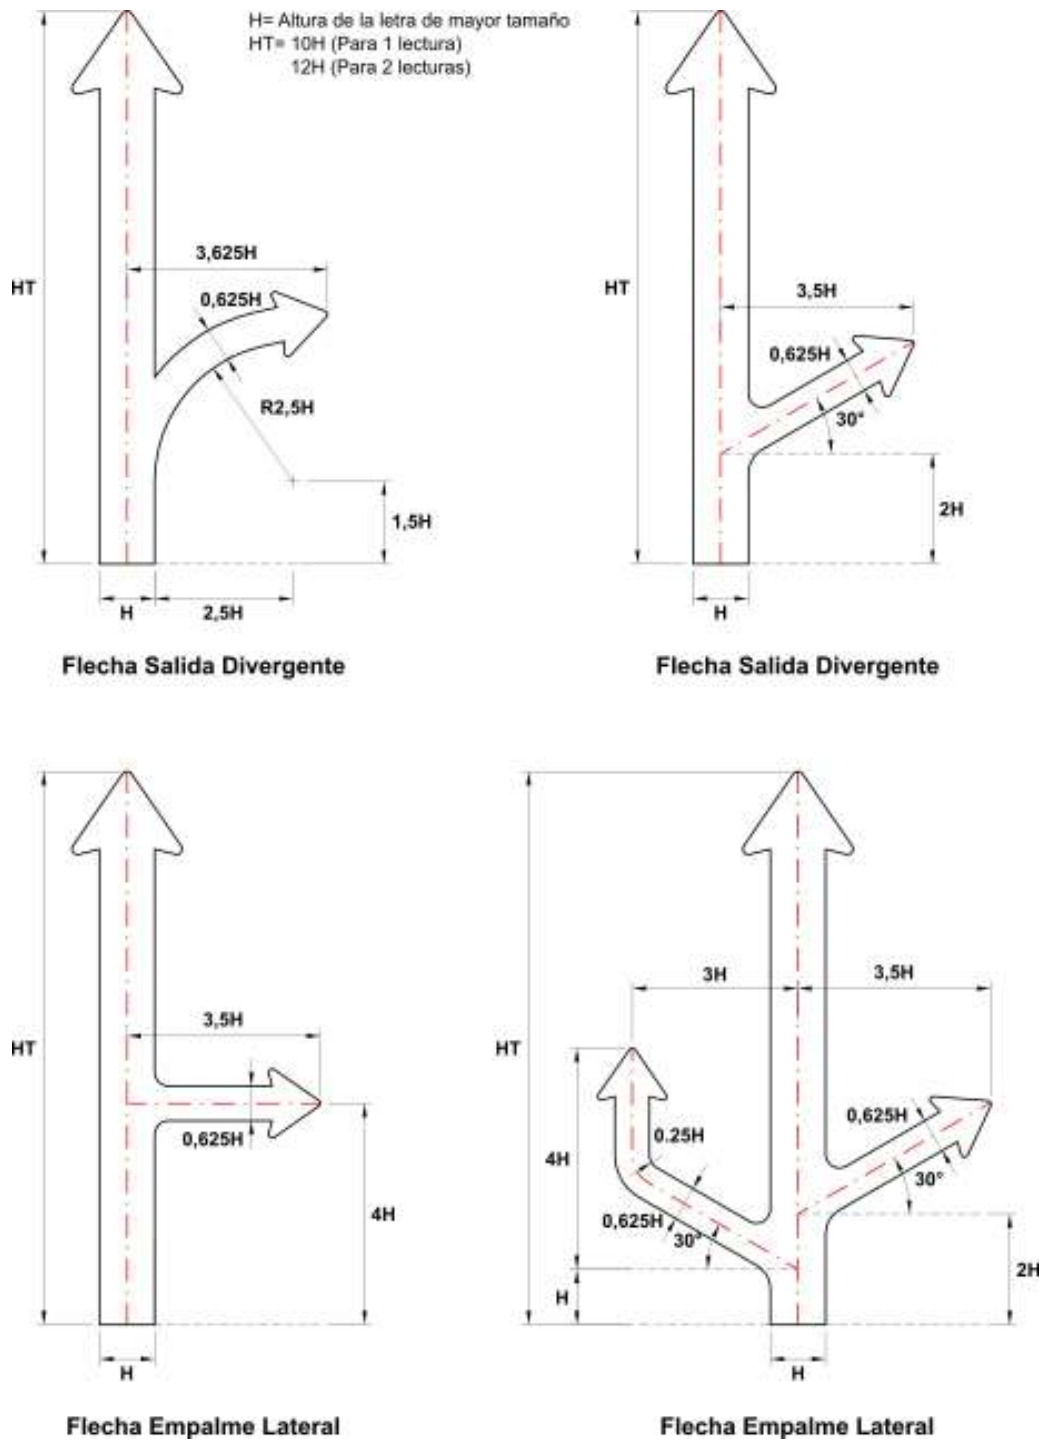 H= Altura de la letra de mayor tamaño
HT= 10H (Para 1 lectura)
12H (Para 2 lecturas)
HT
3,625H
0,625H
R2,5H
1,5H
H
2,5H
Flecha Salida Divergente
HT
3,5H
0,625H
30°
2H
H
Flecha Salida Divergente
HT
3,5H
0,625H
4H
H
Flecha Empalme Lateral
HT
3H
3,5H
0,625H
0.25H
4H
30°
0,625H
30°
2H
H
H
Flecha Empalme Lateral